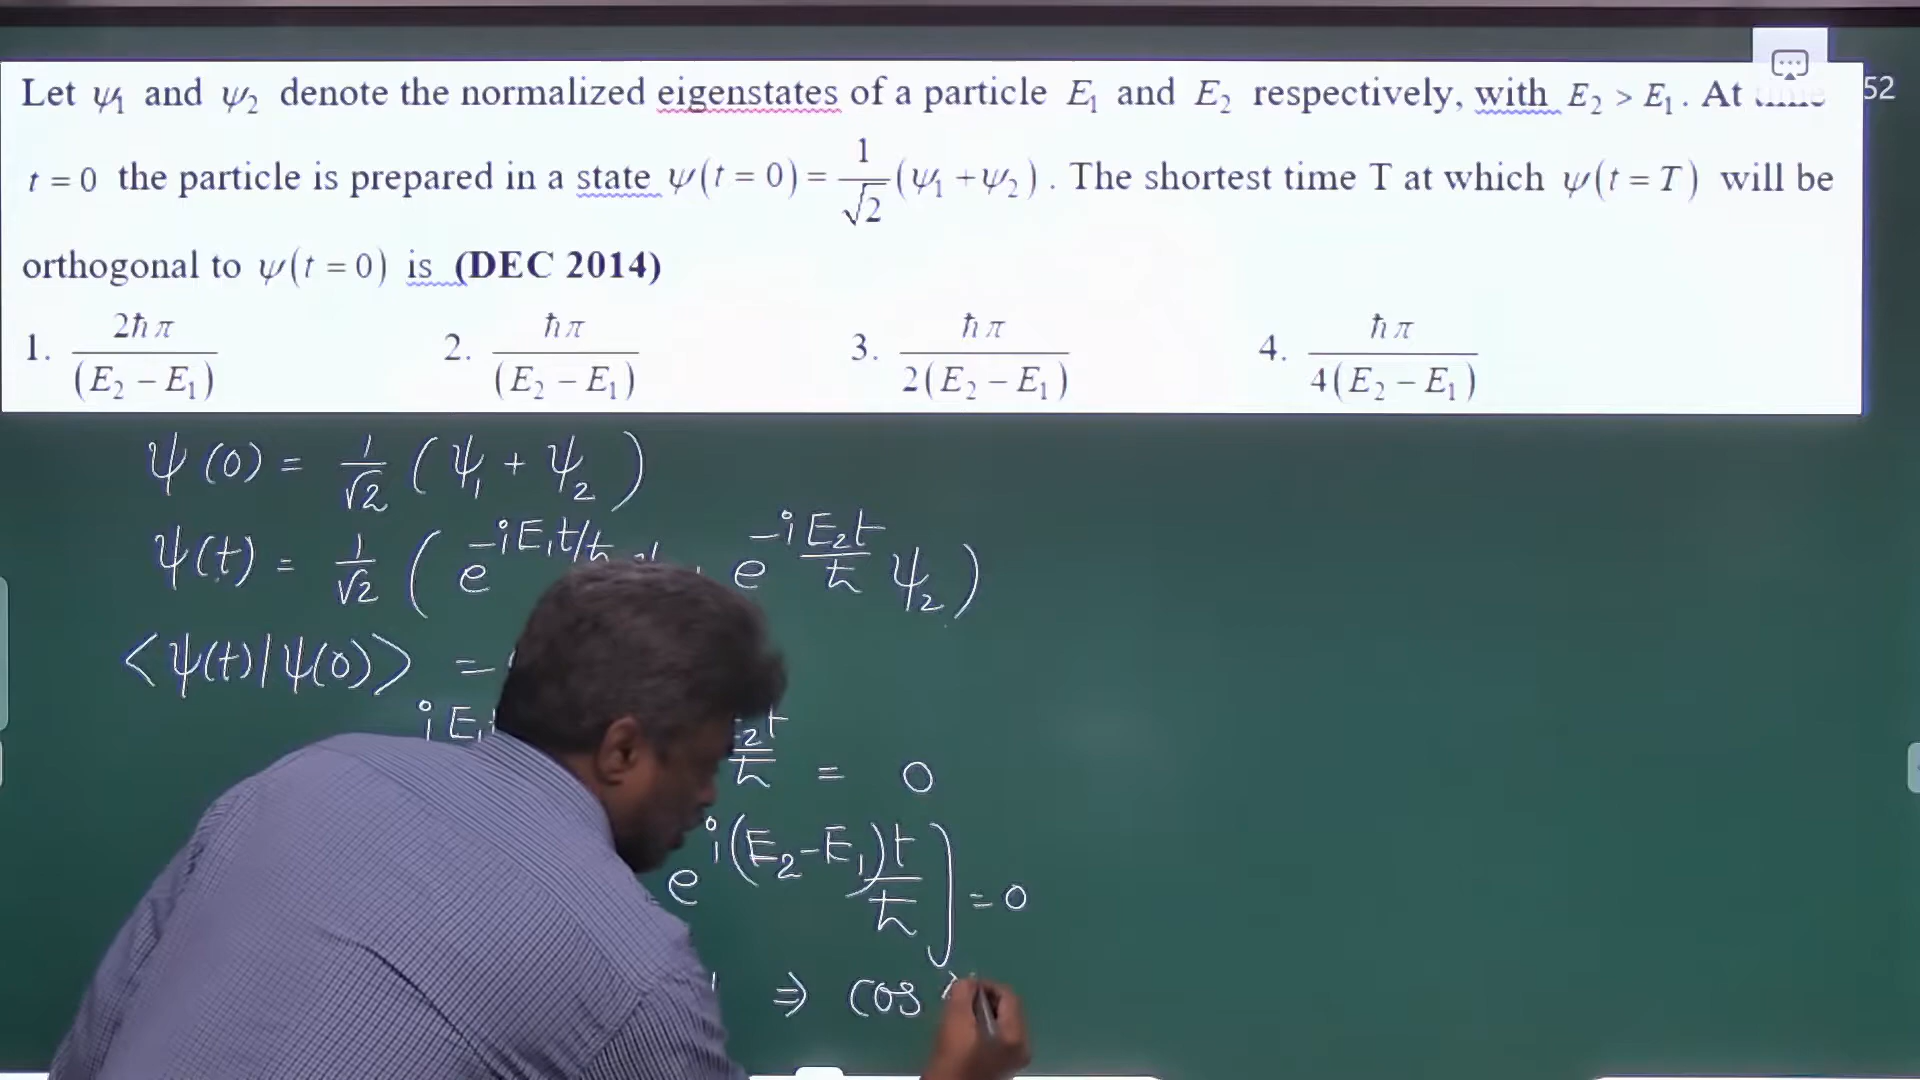 52
Let ψ₁ and ψ₂ denote the normalized eigenstates of a particle E₁ and E₂ respectively, with E₂ > E₁. At
t = 0 the particle is prepared in a state ψ(t = 0) = 1/√2 (ψ₁ + ψ₂). The shortest time T at which ψ(t = T) will be
orthogonal to ψ(t = 0) is (DEC 2014)
1. 2ħπ/(E₂ − E₁) 2. ħπ/(E₂ − E₁) 3. ħπ/2(E₂ − E₁) 4. ħπ/4(E₂ − E₁)
ψ(0) = 1/√2 (ψ₁ + ψ₂)
ψ(t) = 1/√2 (e^{-iE₁t/ħ} e^{-iE₂t/ħ} ψ₂)
<ψ(t)|ψ(0)> =
iE₁ ₂t/ħ = 0
e^{i(E₂-E₁)t/ħ}] = 0
⇒ cos